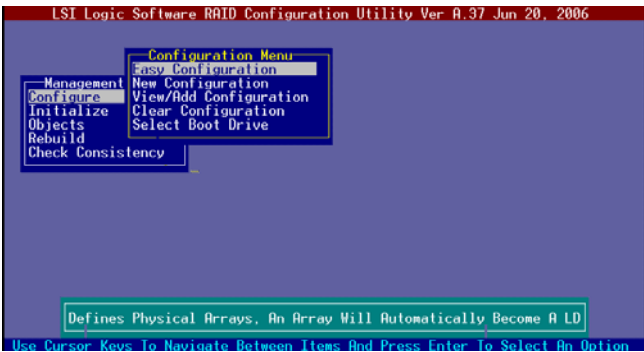 LSI Logic Software RAID Configuration Utility Ver A.37 Jun 20, 2006
Configuration Menu
Easy Configuration
New Configuration
View/Add Configuration
Clear Configuration
Select Boot Drive
Management
Configure
Initialize
Objects
Rebuild
Check Consistency
Defines Physical Arrays, An Array Will Automatically Become A LD
Use Cursor Keys To Navigate Between Items And Press Enter To Select An Option